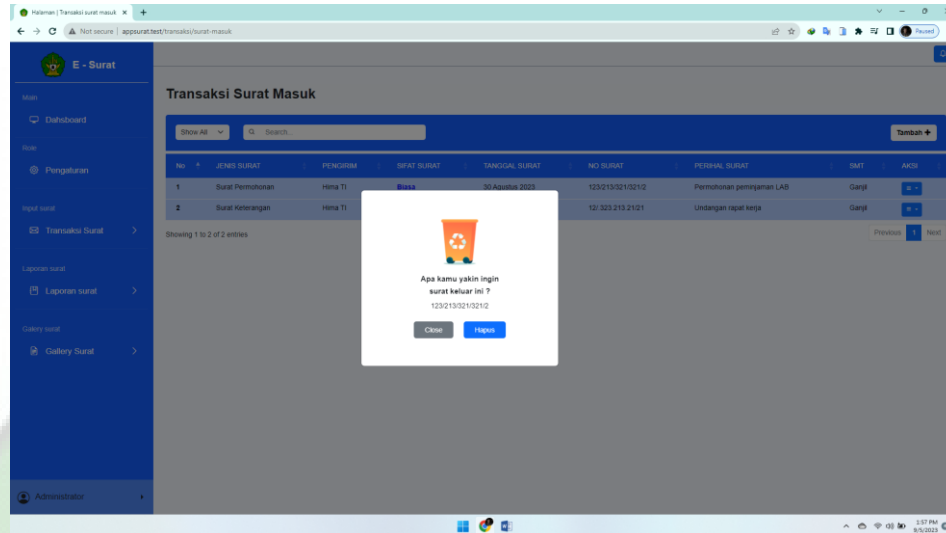 Halaman | Transaksi surat masuk
Not secure | appsurat.test/transaksi/surat-masuk
Paused
E - Surat
Main
Dahsboard
Role
Pengaturan
Input surat
Transaksi Surat
Laporan surat
Laporan surat
Galery surat
Gallery Surat
Administrator
Transaksi Surat Masuk
Show All
Search...
Tambah +
No JENIS SURAT PENGIRIM SIFAT SURAT TANGGAL SURAT NO SURAT PERIHAL SURAT SMT AKSI
1 Surat Permohonan Hima TI Biasa 30 Agustus 2023 123/213/321/321/2 Permohonan peminjaman LAB Ganjil
2 Surat Keterangan Hima TI 12/ 323.213.21/21 Undangan rapat kerja Ganjil
Showing 1 to 2 of 2 entries
Previous 1 Next
Apa kamu yakin ingin
surat keluar ini ?
123/213/321/321/2
Close Hapus
1:57 PM
9/5/2023